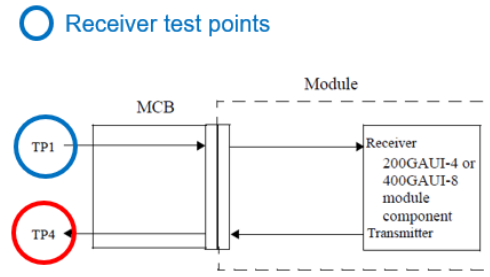 Receiver test points
Module
MCB
TP1
Receiver
200GAUI-4 or
400GAUI-8
module
component
TP4
Transmitter